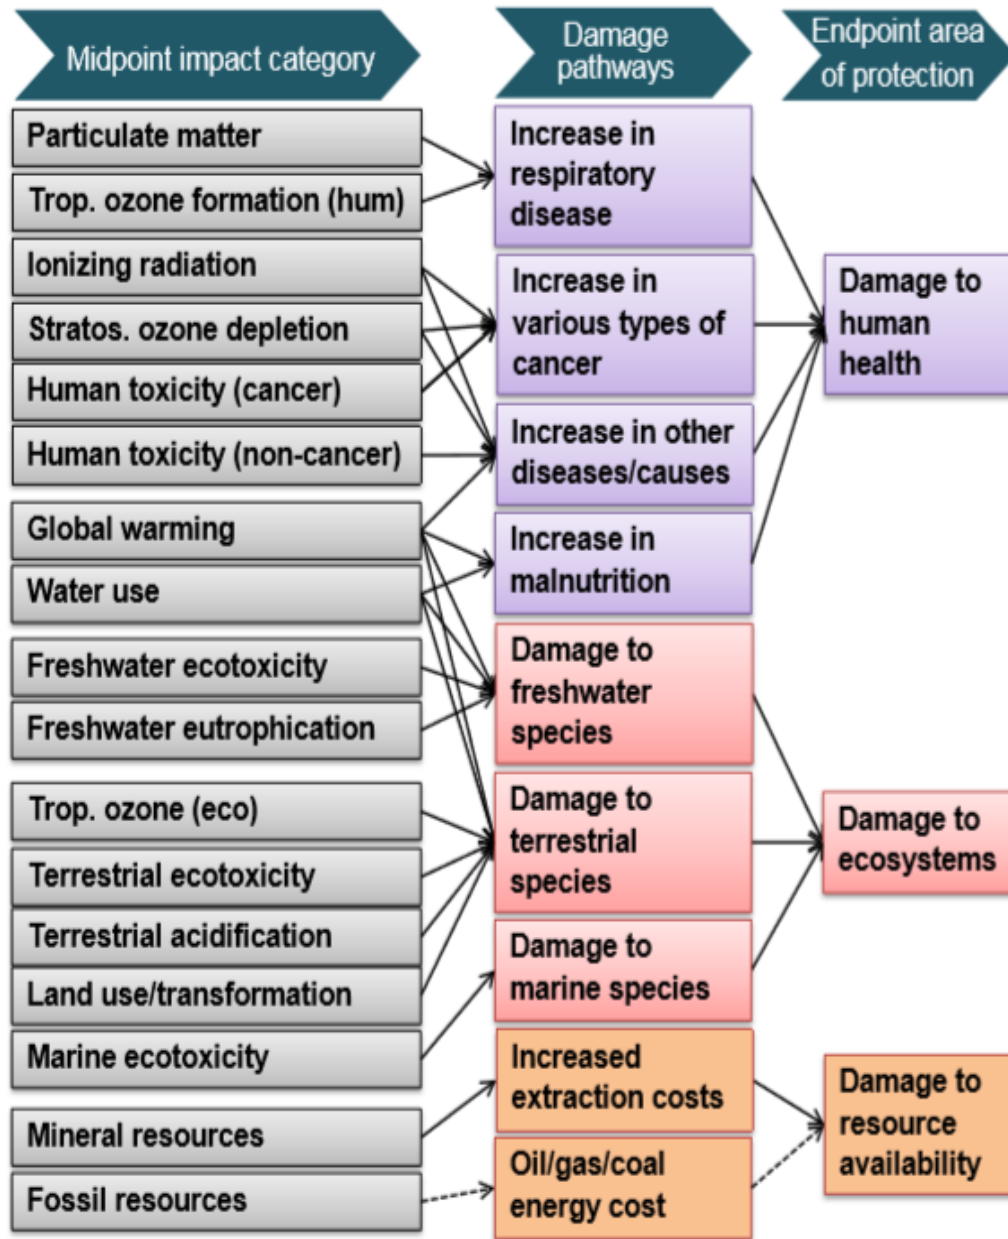 Midpoint impact category
Damage
pathways
Endpoint area
of protection
Particulate matter
Trop. ozone formation (hum)
Ionizing radiation
Stratos. ozone depletion
Human toxicity (cancer)
Human toxicity (non-cancer)
Global warming
Water use
Freshwater ecotoxicity
Freshwater eutrophication
Trop. ozone (eco)
Terrestrial ecotoxicity
Terrestrial acidification
Land use/transformation
Marine ecotoxicity
Mineral resources
Fossil resources
Increase in
respiratory
disease
Increase in
various types of
cancer
Increase in other
diseases/causes
Increase in
malnutrition
Damage to
freshwater
species
Damage to
terrestrial
species
Damage to
marine species
Increased
extraction costs
Oil/gas/coal
energy cost
Damage to
human
health
Damage to
ecosystems
Damage to
resource
availability